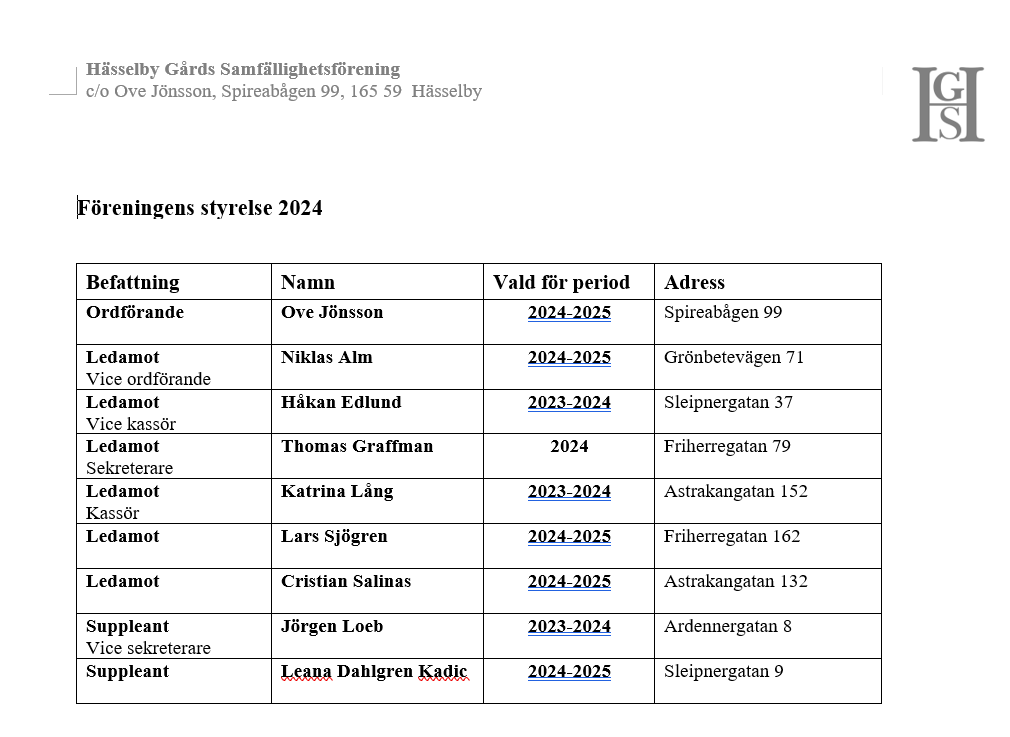 Hässelby Gårds Samfällighetsförening
c/o Ove Jönsson, Spireabågen 99, 165 59  Hässelby
HGS
Föreningens styrelse 2024
Befattning Namn Vald för period Adress
Ordförande Ove Jönsson 2024-2025 Spireabågen 99
Ledamot Niklas Alm 2024-2025 Grönbetevägen 71
Vice ordförande
Ledamot Håkan Edlund 2023-2024 Sleipnergatan 37
Vice kassör
Ledamot Thomas Graffman 2024 Friherregatan 79
Sekreterare
Ledamot Katrina Lång 2023-2024 Astrakangatan 152
Kassör
Ledamot Lars Sjögren 2024-2025 Friherregatan 162
Ledamot Cristian Salinas 2024-2025 Astrakangatan 132
Suppleant Jörgen Loeb 2023-2024 Ardennergatan 8
Vice sekreterare
Suppleant Leana Dahlgren Kadic 2024-2025 Sleipnergatan 9